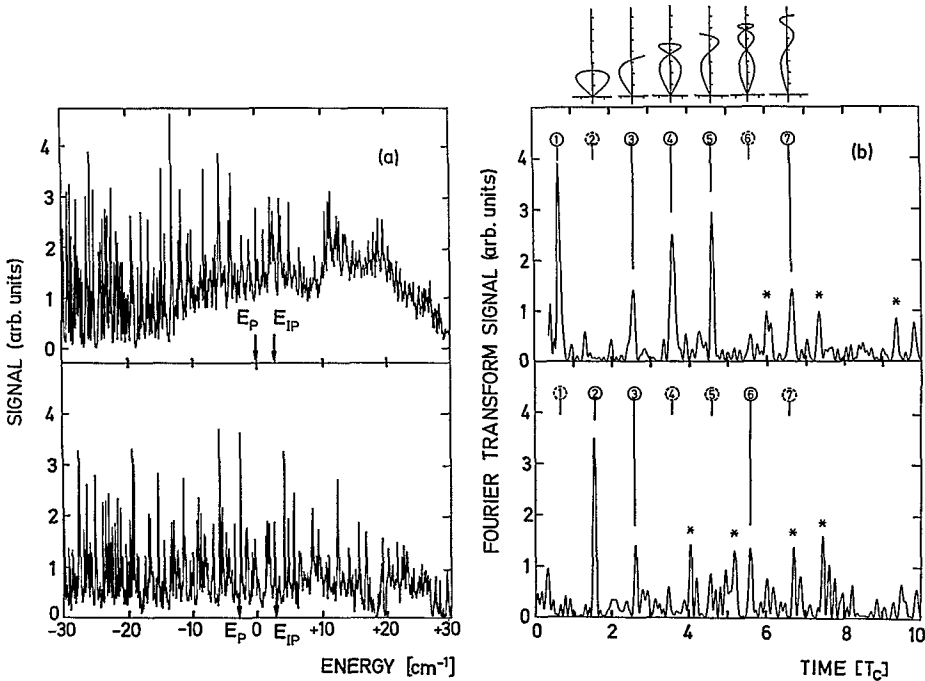 (a)
(b)
4
3
2
1
0
E_P
E_IP
4
3
2
1
0
-30
-20
-10
0
+10
+20
+30
E_P
E_IP
SIGNAL (arb. units)
ENERGY [cm⁻¹]
1 2 3 4 5 6 7
4
3
2
1
0
* * *
1 2 3 4 5 6 7
4
3
2
1
0
* * * *
0 2 4 6 8 10
FOURIER TRANSFORM SIGNAL (arb. units)
TIME [T_C]